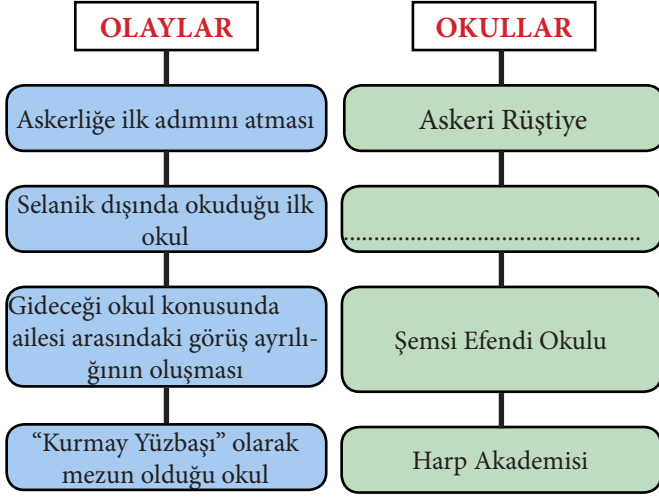 OLAYLAR
OKULLAR
Askerliğe ilk adımını atması
Askeri Rüştiye
Selanik dışında okuduğu ilk
okul
................................................
Gideceği okul konusunda
ailesi arasındaki görüş ayrılı-
ğının oluşması
Şemsi Efendi Okulu
“Kurmay Yüzbaşı” olarak
mezun olduğu okul
Harp Akademisi